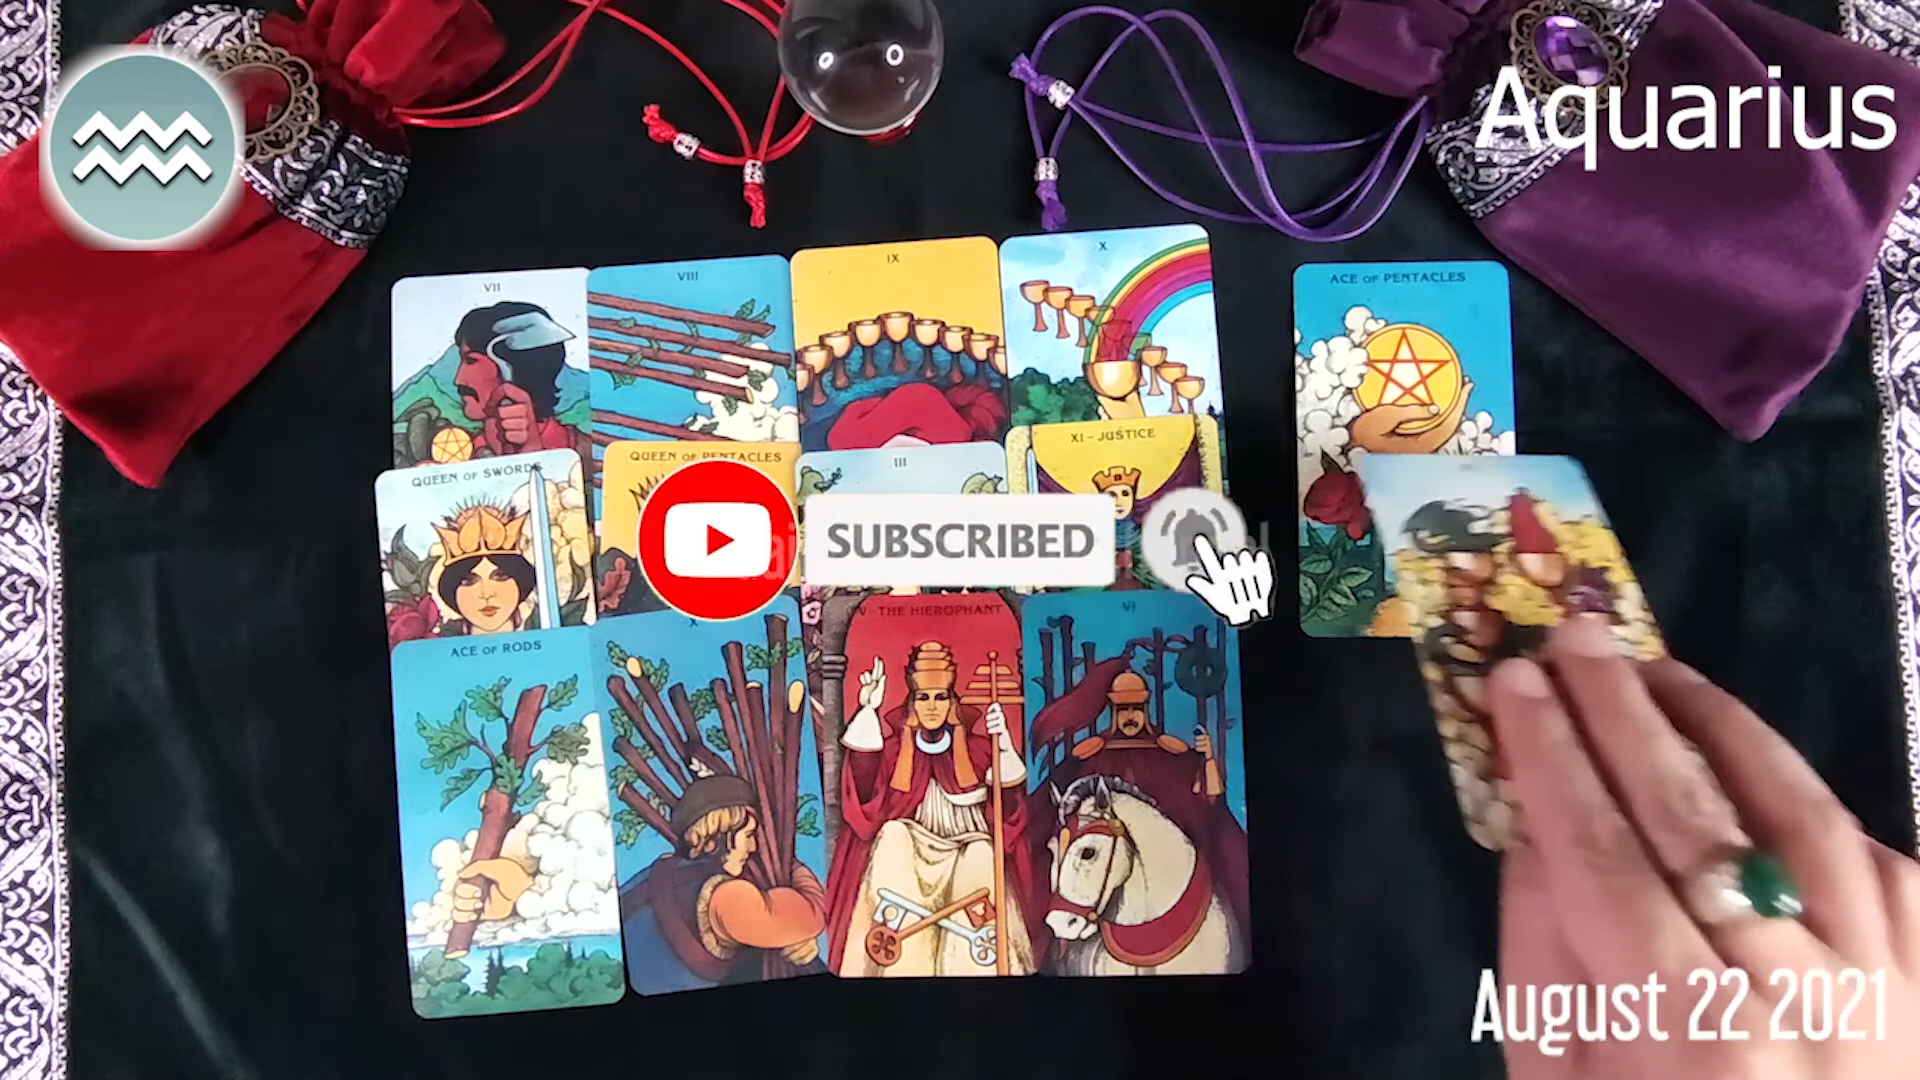 Aquarius
VII
VIII
IX
X
ACE OF PENTACLES
QUEEN OF SWORDS
QUEEN OF PENTACLES
III
XI - JUSTICE
SUBSCRIBED
ACE OF RODS
X
V - THE HIEROPHANT
VI
August 22 2021